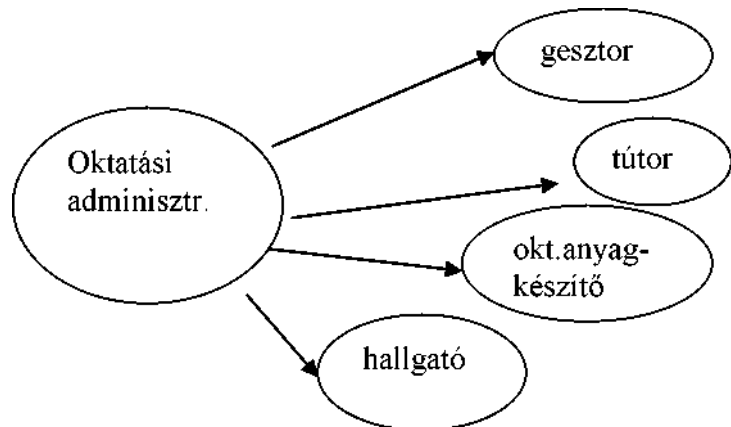 gesztor
Oktatási
adminisztr.
tútor
okt.anyag-
készítő
hallgató